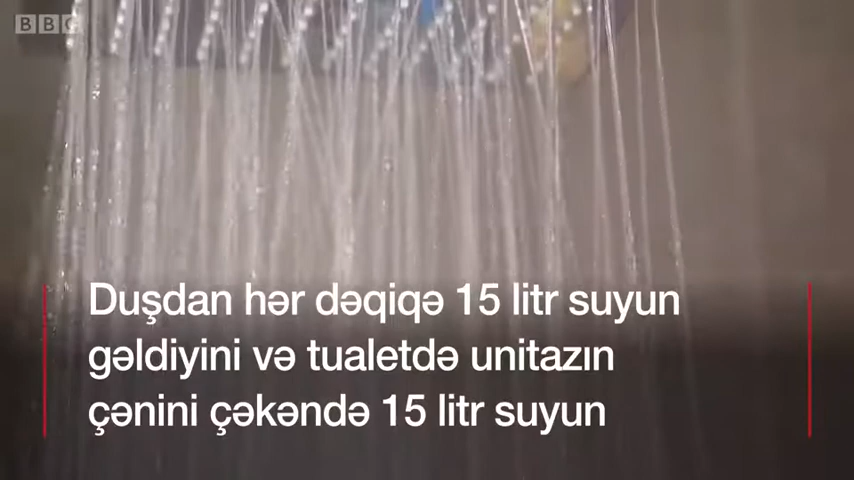 BBC
Duşdan hər dəqiqə 15 litr suyun
gəldiyini və tualetdə unitazın
çənini çəkəndə 15 litr suyun